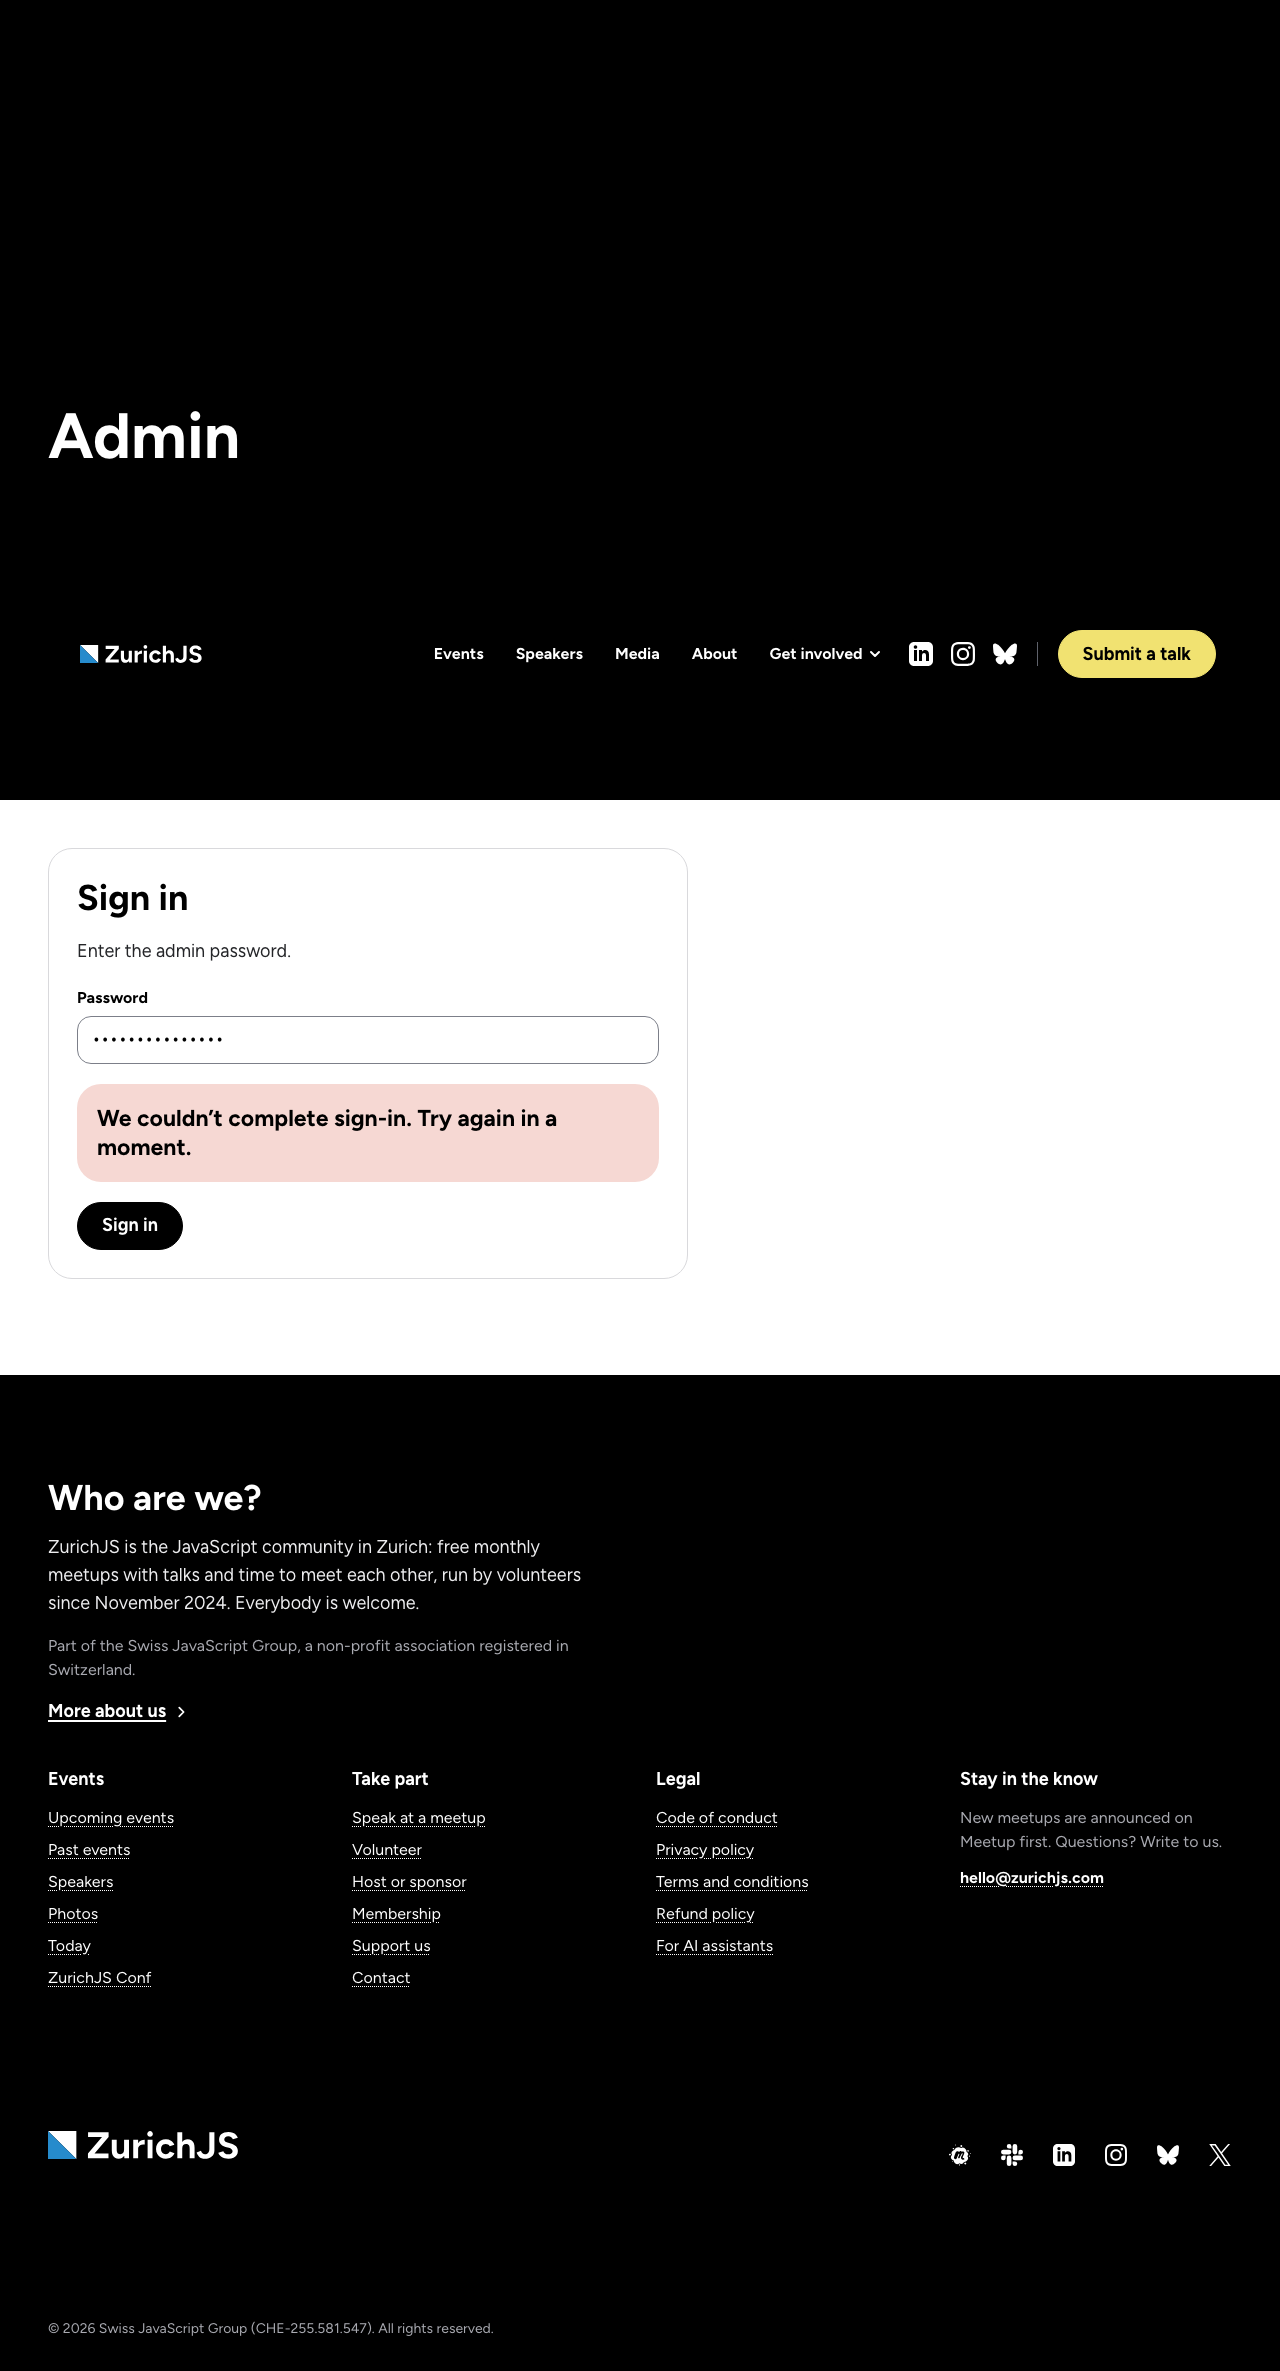 Admin
ZurichJS
Events
Speakers
Media
About
Get involved
Submit a talk
Sign in
Enter the admin password.
Password
•••••••••••••••
We couldn’t complete sign-in. Try again in a
moment.
Sign in
Who are we?
ZurichJS is the JavaScript community in Zurich: free monthly
meetups with talks and time to meet each other, run by volunteers
since November 2024. Everybody is welcome.
Part of the Swiss JavaScript Group, a non-profit association registered in
Switzerland.
More about us
Events
Upcoming events
Past events
Speakers
Photos
Today
ZurichJS Conf
Take part
Speak at a meetup
Volunteer
Host or sponsor
Membership
Support us
Contact
Legal
Code of conduct
Privacy policy
Terms and conditions
Refund policy
For AI assistants
Stay in the know
New meetups are announced on
Meetup first. Questions? Write to us.
hello@zurichjs.com
ZurichJS
© 2026 Swiss JavaScript Group (CHE-255.581.547). All rights reserved.